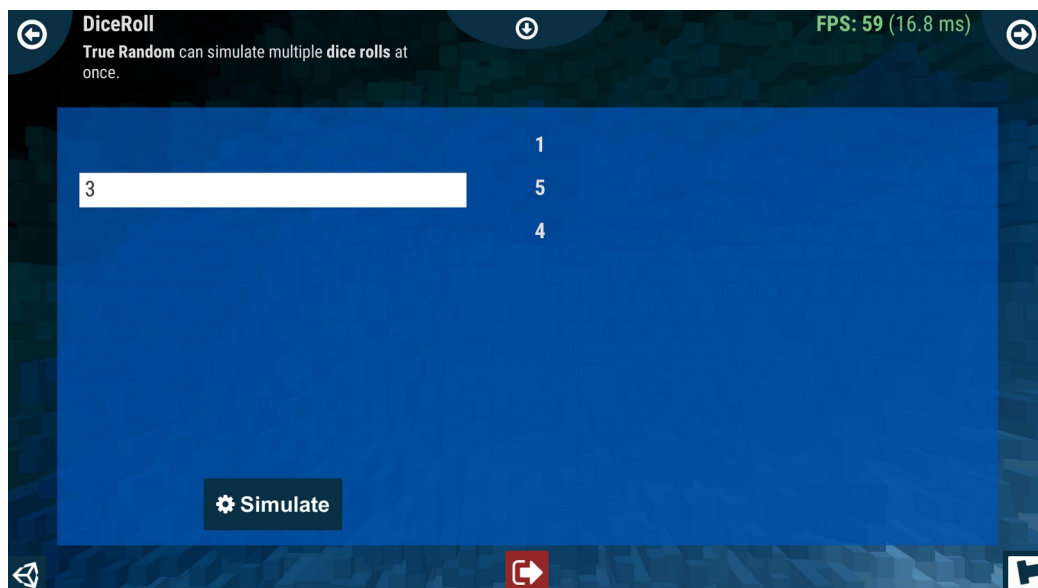 DiceRoll
FPS: 59 (16.8 ms)
True Random can simulate multiple dice rolls at
once.
1
3
5
4
Simulate